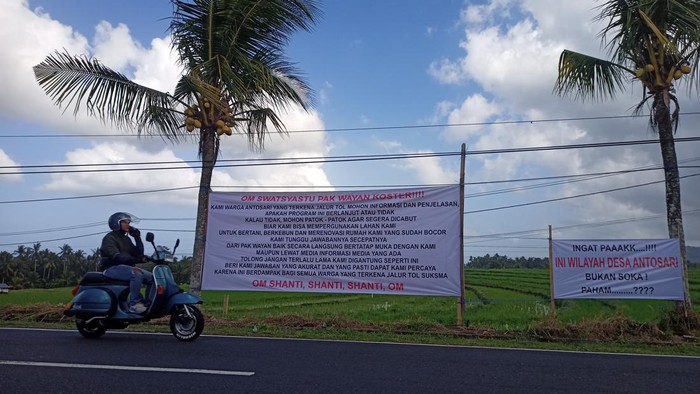 OM SWATSYASTU PAK WAYAN KOSTER!!!!
KAMI WARGA ANTOSARI YANG TERKENA JALUR TOL MOHON INFORMASI DAN PENJELASAN,
APAKAH PROGRAM INI BERLANJUT ATAU TIDAK
KALAU TIDAK, MOHON PATOK - PATOK AGAR SEGERA DICABUT
BIAR KAMI BISA MEMPERGUNAKAN LAHAN KAMI
UNTUK BERTANI, BERKEBUN DAN MERENOVASI RUMAH KAMI YANG SUDAH BOCOR
KAMI TUNGGU JAWABANNYA SECEPATNYA
DARI PAK WAYAN BAIK SECARA LANGSUNG BERTATAP MUKA DENGAN KAMI
MAUPUN LEWAT MEDIA INFORMASI MEDIA YANG ADA
TOLONG JANGAN TERLALU LAMA KAMI DIGANTUNG SEPERTI INI
BERI KAMI JAWABAN YANG AKURAT DAN YANG PASTI DAPAT KAMI PERCAYA
KARENA INI BERDAMPAK BAGI SEMUA WARGA YANG TERKENA JALUR TOL SUKSMA
OM SHANTI, SHANTI, SHANTI, OM
INGAT PAAAKK....!!!!
INI WILAYAH DESA ANTOSARI
BUKAN SOKA !
PAHAM..........????